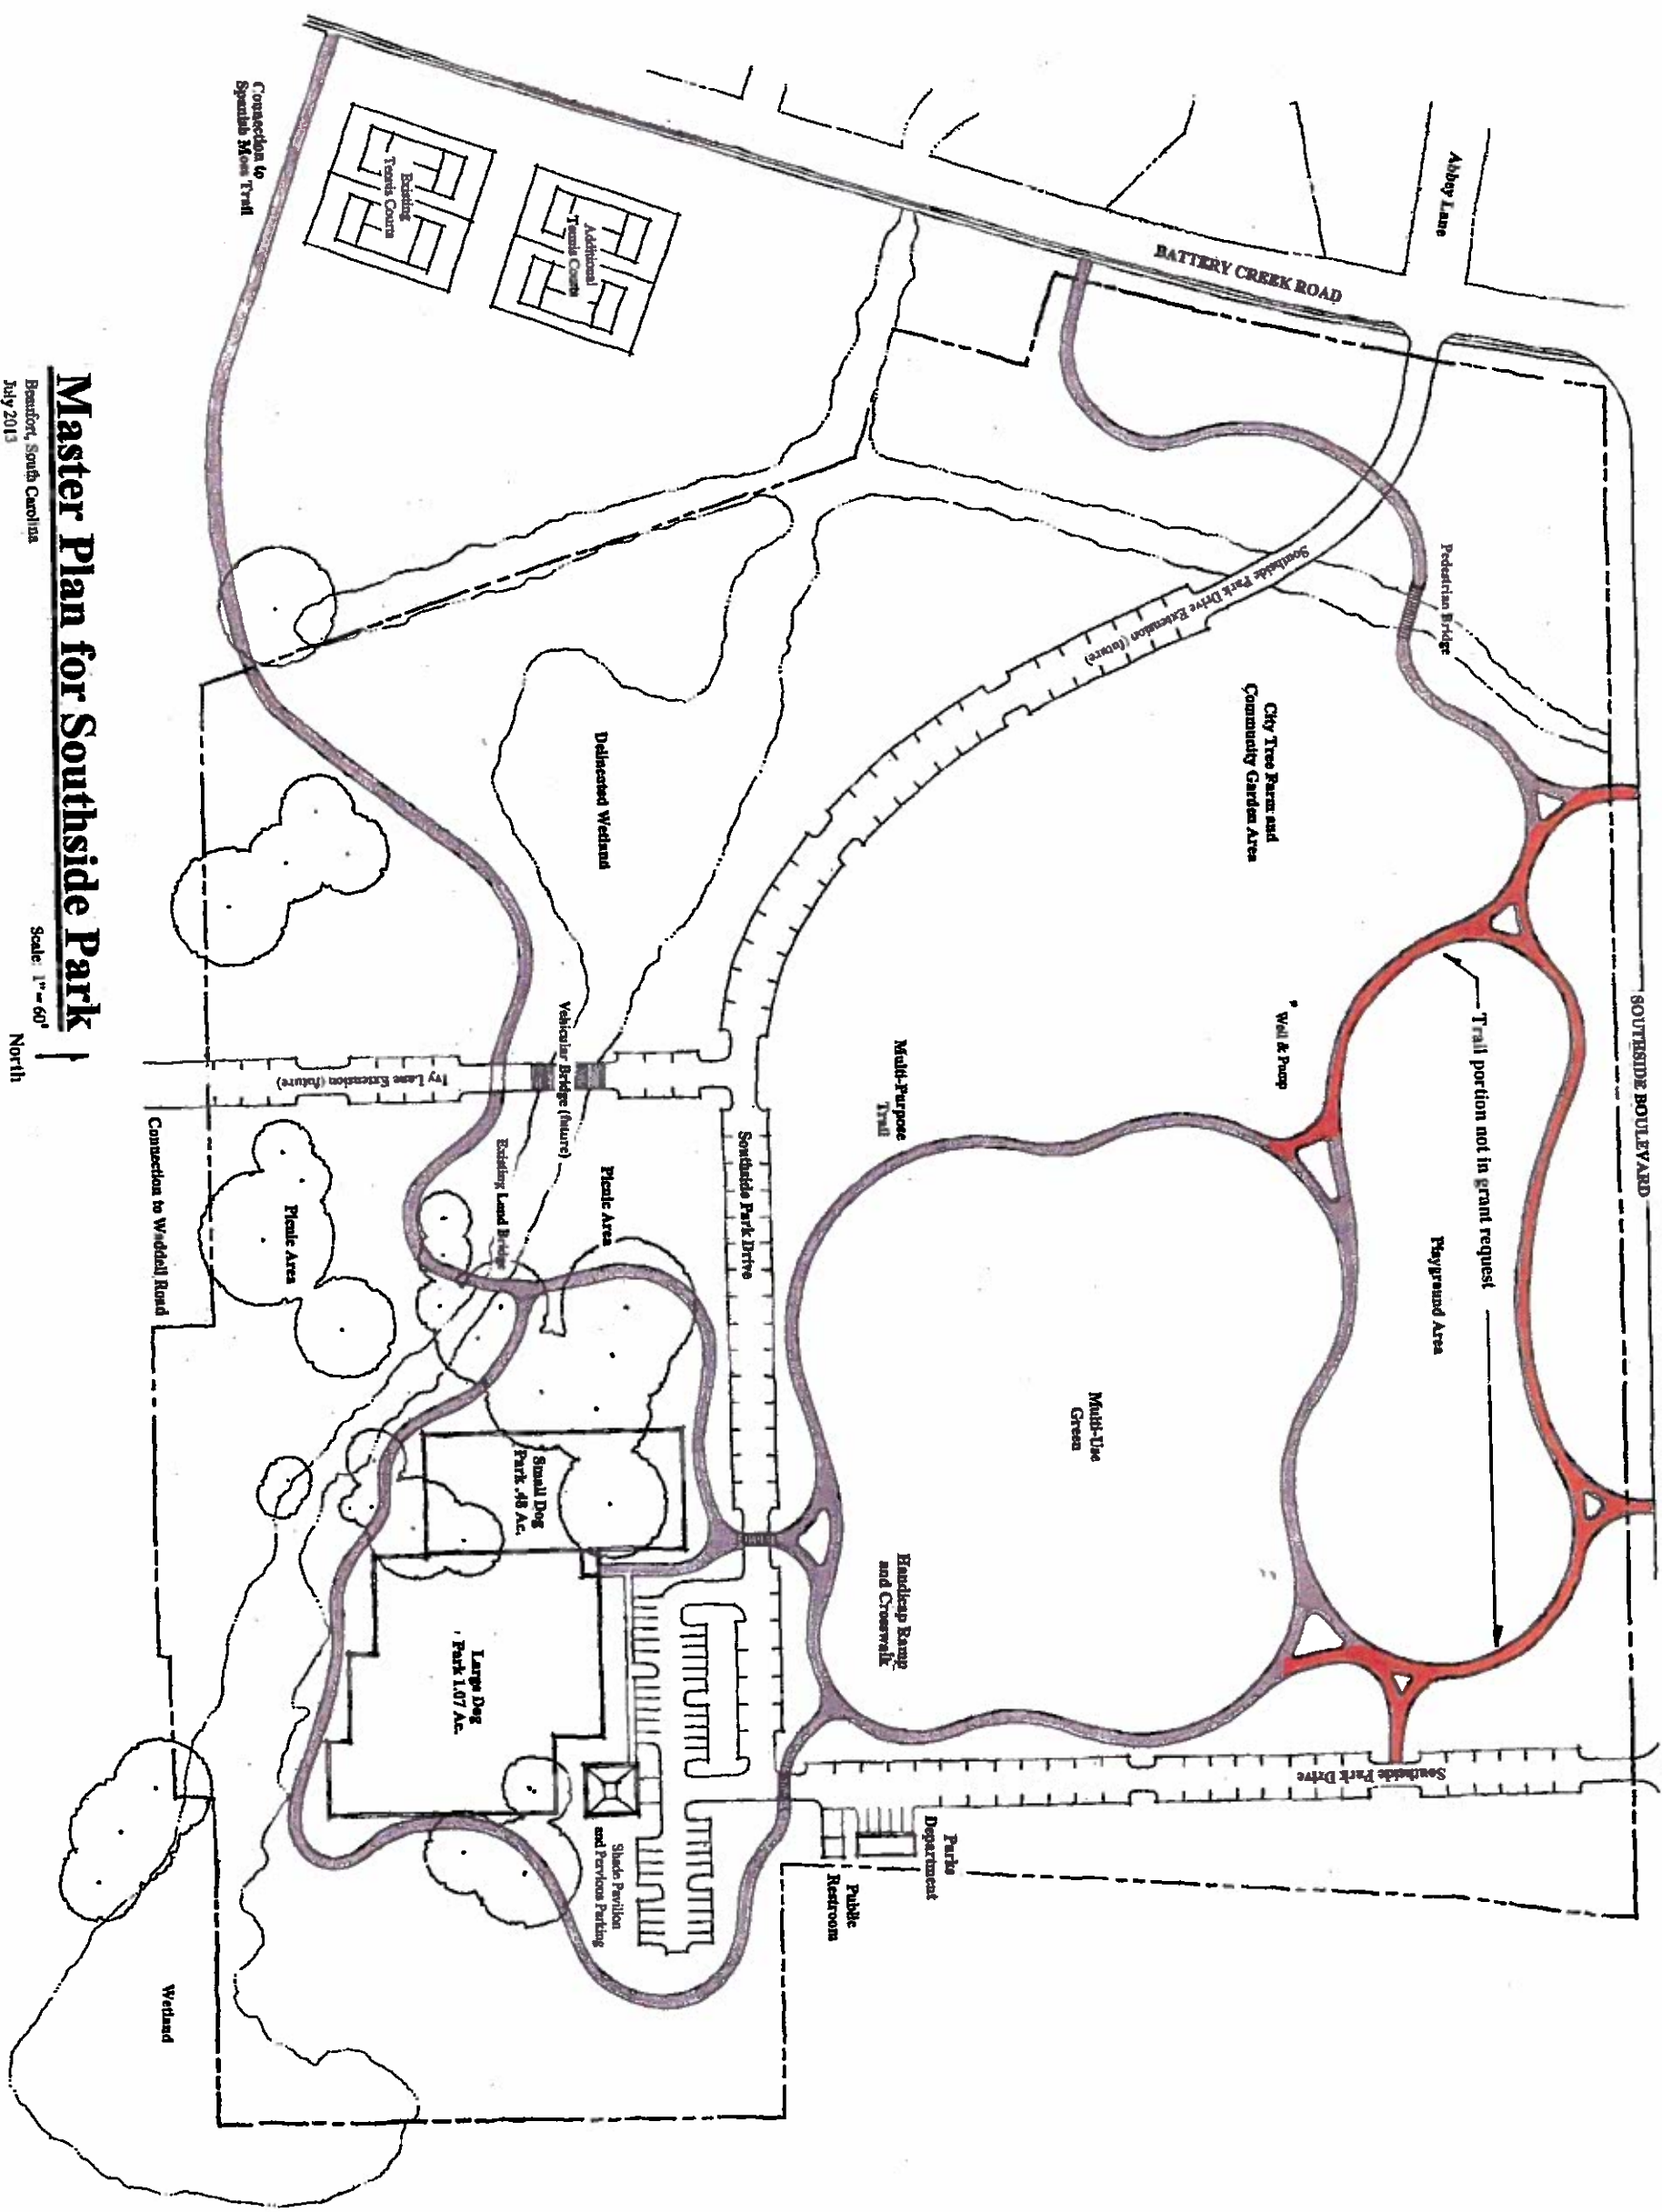 SOUTHSIDE BOULEVARD
Abbey Lane
BATTERY CREEK ROAD
Pedestrian Bridge
Trail portion not in grant request
Playground Area
Southside Park Drive
Southside Park Drive Extension (future)
City Tree Farm and
Community Garden Area
Well & Pump
Multi-Use
Green
Multi-Purpose
Trail
Handicap Ramp
and Crosswalk
Parks
Department
Public
Restroom
Southside Park Drive
Additional
Tennis Courts
Existing
Tennis Courts
Delineated Wetland
Vehicular Bridge (future)
Picnic Area
Existing Land Bridge
Small Dog
Park .48 Ac.
Large Dog
Park 1.07 Ac.
Shade Pavilion
and Pervious Parking
Ivy Lane Extension (future)
Picnic Area
Connection to
Spanish Moss Trail
Connection to Waddell Road
Wetland
Master Plan for Southside Park
Beaufort, South Carolina
Scale: 1"=60'
July 2013
North